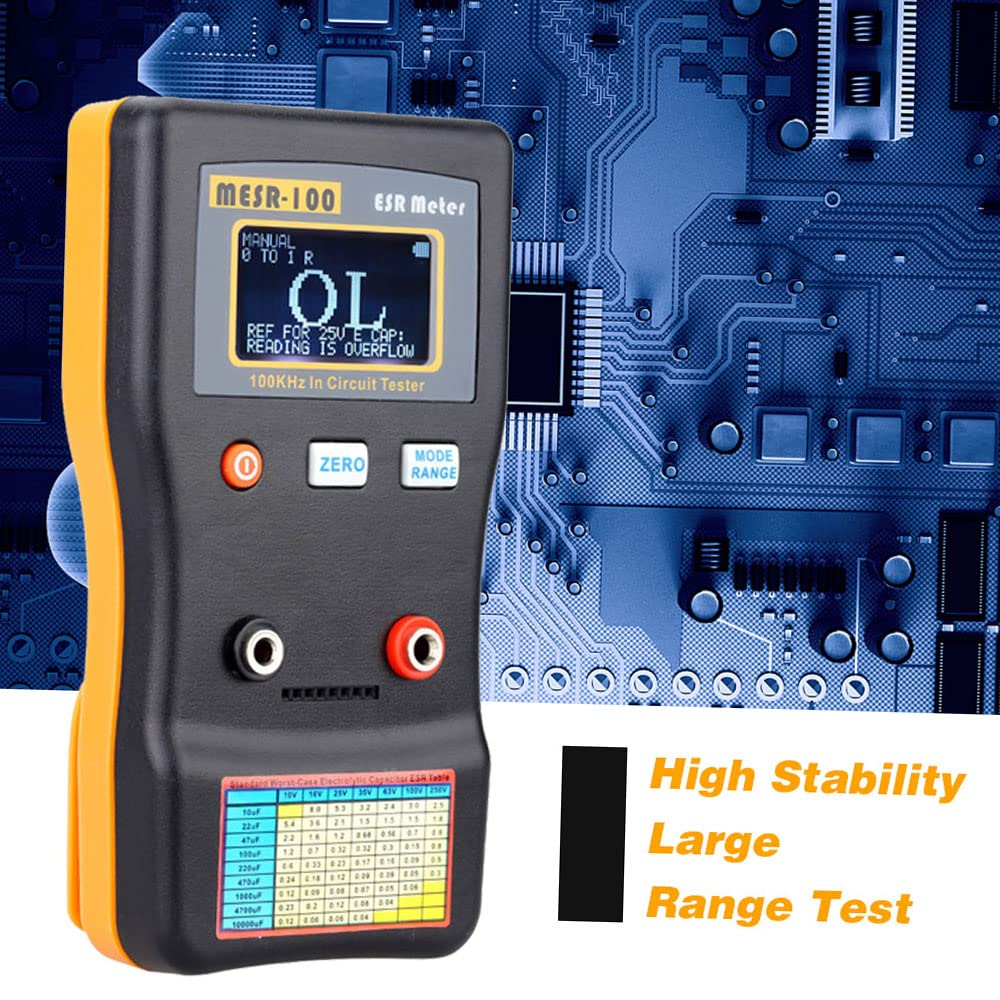 MESR-100 ESR Meter
MANUAL
0 TO 1 R
OL
REF FOR 25V E CAP:
READING IS OVERFLOW
100KHz In Circuit Tester
ZERO
MODE
RANGE
Standard Worst-Case Electrolytic Capacitor ESR Table
10V 16V 25V 35V 63V 100V 250V
10uF 8.0 5.3 3.2 2.4 3.0 2.5
22uF 5.4 3.6 2.1 1.5 1.5 1.5 1.8
47uF 2.2 1.6 1.2 0.68 0.56 0.7 0.8
100uF 1.2 0.7 0.32 0.32 0.3 0.15 0.8
220uF 0.6 0.33 0.23 0.17 0.16 0.09 0.5
470uF 0.24 0.18 0.12 0.09 0.1 0.05 0.3
1000uF 0.12 0.09 0.08 0.07 0.05 0.06
4700uF 0.23 0.2 0.12 0.08 0.04
10000uF 0.12 0.08 0.06 0.04
High Stability
Large
Range Test